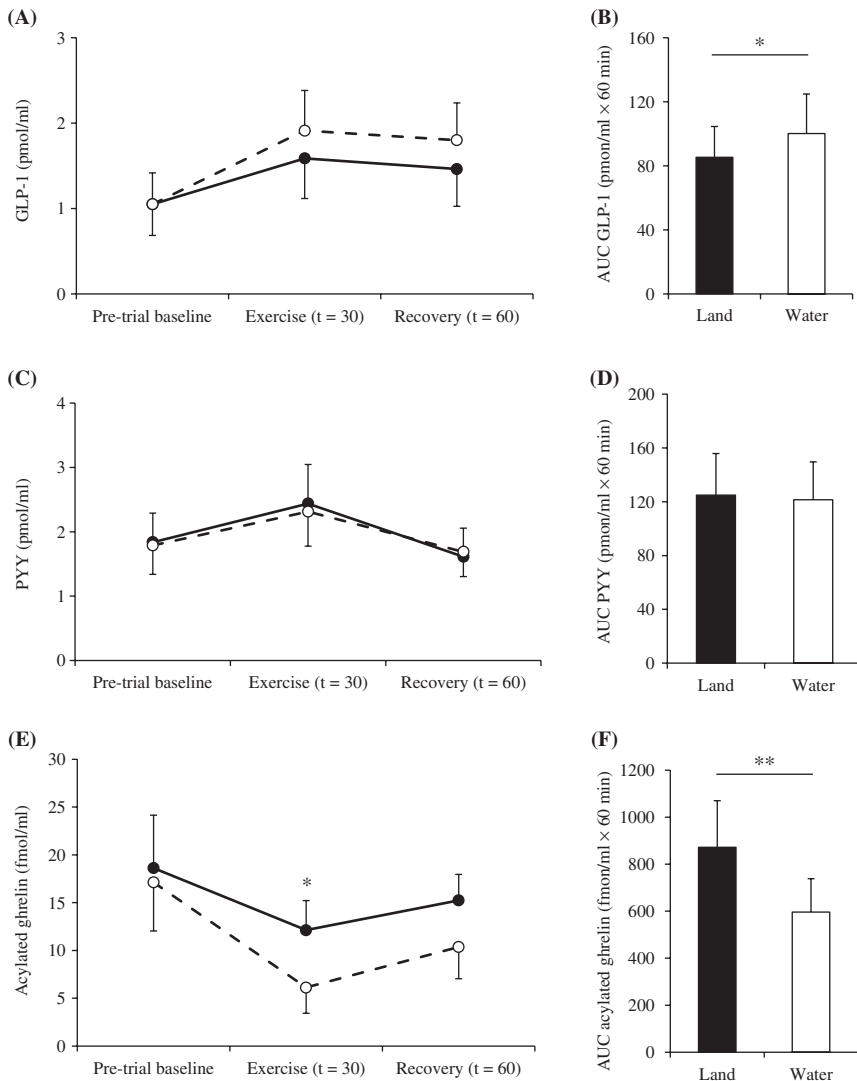 (A)
3
2
1
0
GLP-1 (pmol/ml)
Pre-trial baseline Exercise (t = 30) Recovery (t = 60)
(B)
160
120
80
40
0
AUC GLP-1 (pmon/ml × 60 min)
*
Land Water
(C)
4
3
2
1
0
PYY (pmol/ml)
Pre-trial baseline Exercise (t = 30) Recovery (t = 60)
(D)
200
160
120
80
40
0
AUC PYY (pmon/ml × 60 min)
Land Water
(E)
30
25
20
15
10
5
0
Acylated ghrelin (fmol/ml)
*
Pre-trial baseline Exercise (t = 30) Recovery (t = 60)
(F)
1200
1000
800
600
400
200
0
AUC acylated ghrelin (fmon/ml × 60 min)
**
Land Water